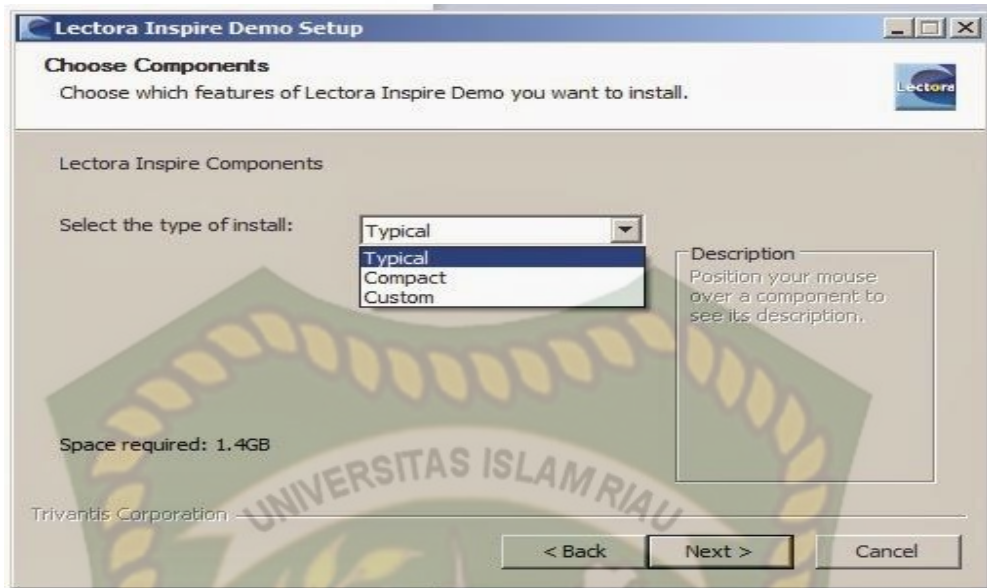 Lectora Inspire Demo Setup
Choose Components
Choose which features of Lectora Inspire Demo you want to install.
Lectora
Lectora Inspire Components
Select the type of install:
Typical
Typical
Compact
Custom
Description
Position your mouse
over a component to
see its description.
Space required: 1.4GB
UNIVERSITAS ISLAM RIAU
Trivantis Corporation
< Back
Next >
Cancel